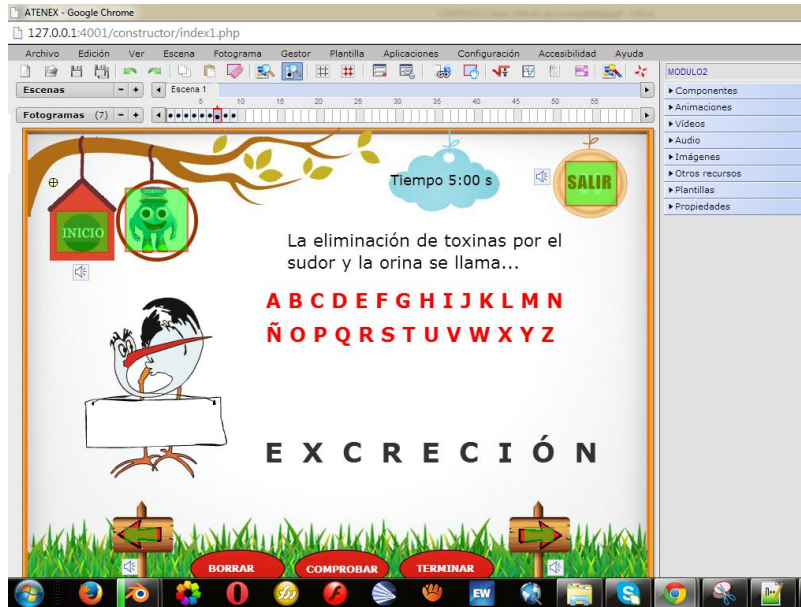 ATENEX - Google Chrome
127.0.0.1:4001/constructor/index1.php
Archivo Edición Ver Escena Fotograma Gestor Plantilla Aplicaciones Configuración Accesibilidad Ayuda
MODULO2
Escenas - + Escena 1
Componentes
5 10 15 20 25 30 35 40 45 50 55
Animaciones
Fotogramas (7) - +
Vídeos
Audio
Imágenes
Otros recursos
Plantillas
Propiedades
Tiempo 5:00 s
SALIR
INICIO
La eliminación de toxinas por el
sudor y la orina se llama...
A B C D E F G H I J K L M N
Ñ O P Q R S T U V W X Y Z
E X C R E C I Ó N
BORRAR COMPROBAR TERMINAR
EW